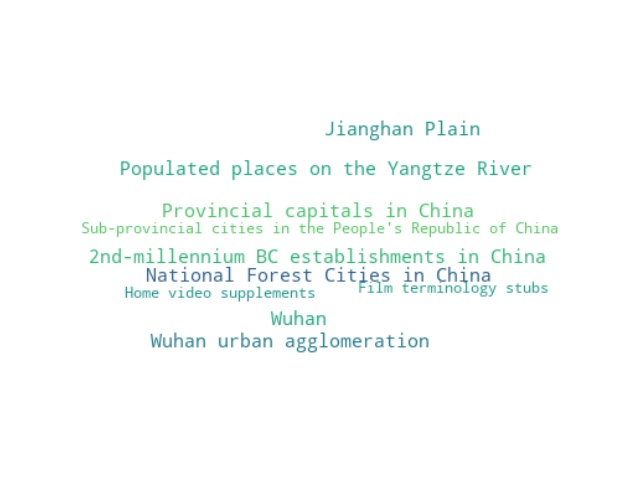 Jianghan Plain
Populated places on the Yangtze River
Provincial capitals in China
Sub-provincial cities in the People's Republic of China
2nd-millennium BC establishments in China
National Forest Cities in China
Home video supplements
Film terminology stubs
Wuhan
Wuhan urban agglomeration